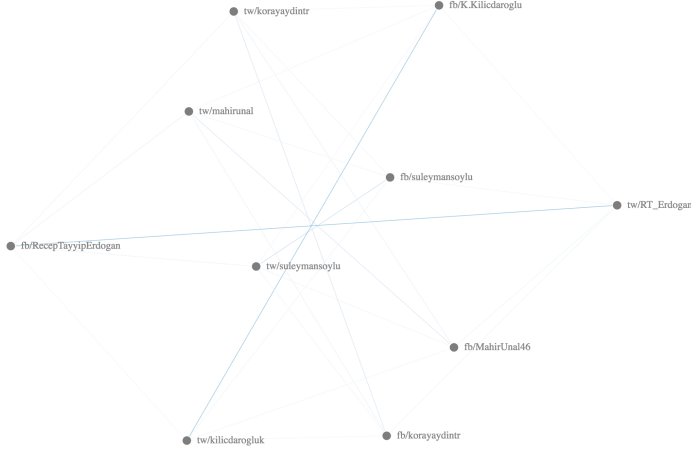 fb/K.Kilicdaroglu
tw/korayaydintr
tw/mahirunal
fb/suleymansoylu
tw/RT_Erdogan
fb/RecepTayyipErdogan
tw/suleymansoylu
fb/MahirUnal46
fb/korayaydintr
tw/kilicdarogluk